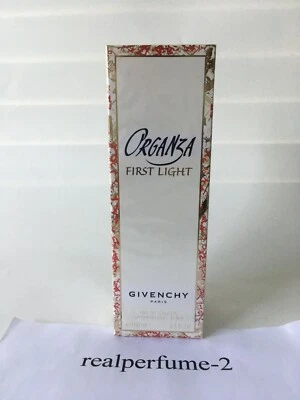 ORGANZA
FIRST LIGHT
GIVENCHY
PARIS
realperfume-2